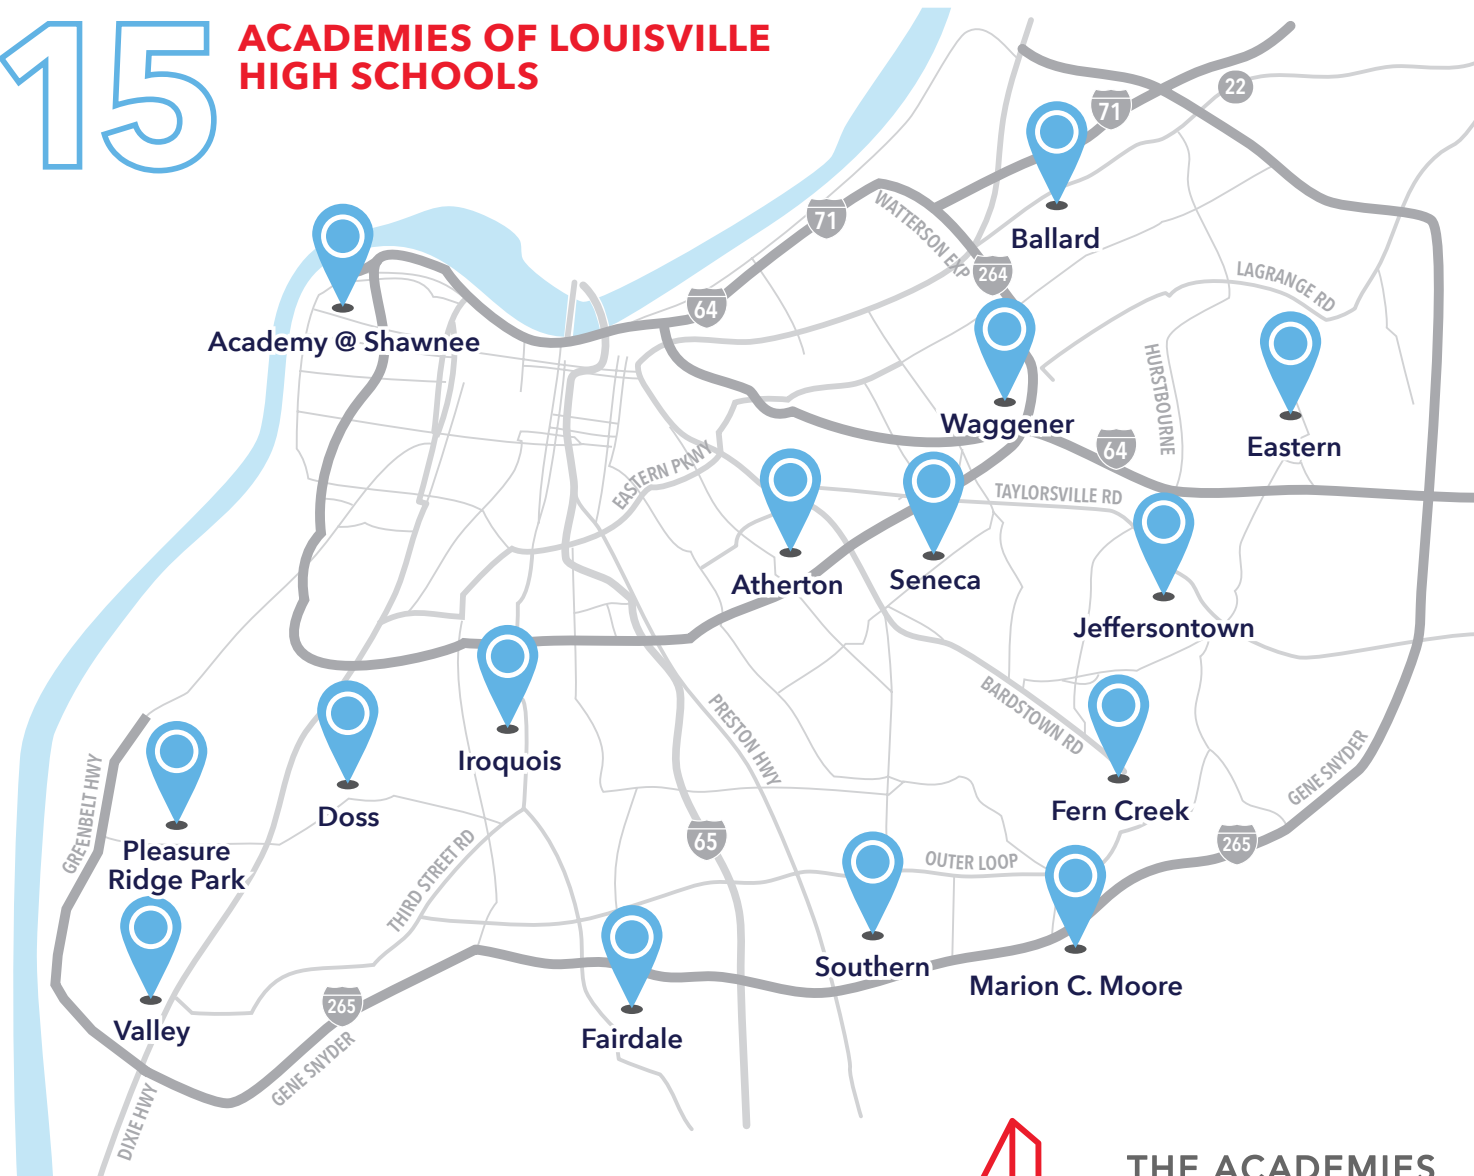 15
ACADEMIES OF LOUISVILLE
HIGH SCHOOLS
22
71
Ballard
WATTERSON EXP
71
264
LAGRANGE RD
64
Academy @ Shawnee
HURSTBOURNE
Waggener
Eastern
64
EASTERN PKWY
TAYLORSVILLE RD
Atherton
Seneca
Jeffersontown
BARDSTOWN RD
PRESTON HWY
Iroquois
GENE SNYDER
GREENBELT HWY
Doss
Fern Creek
65
265
Pleasure
Ridge Park
THIRD STREET RD
OUTER LOOP
Southern
Marion C. Moore
265
Valley
Fairdale
GENE SNYDER
DIXIE HWY
THE ACADEMIES